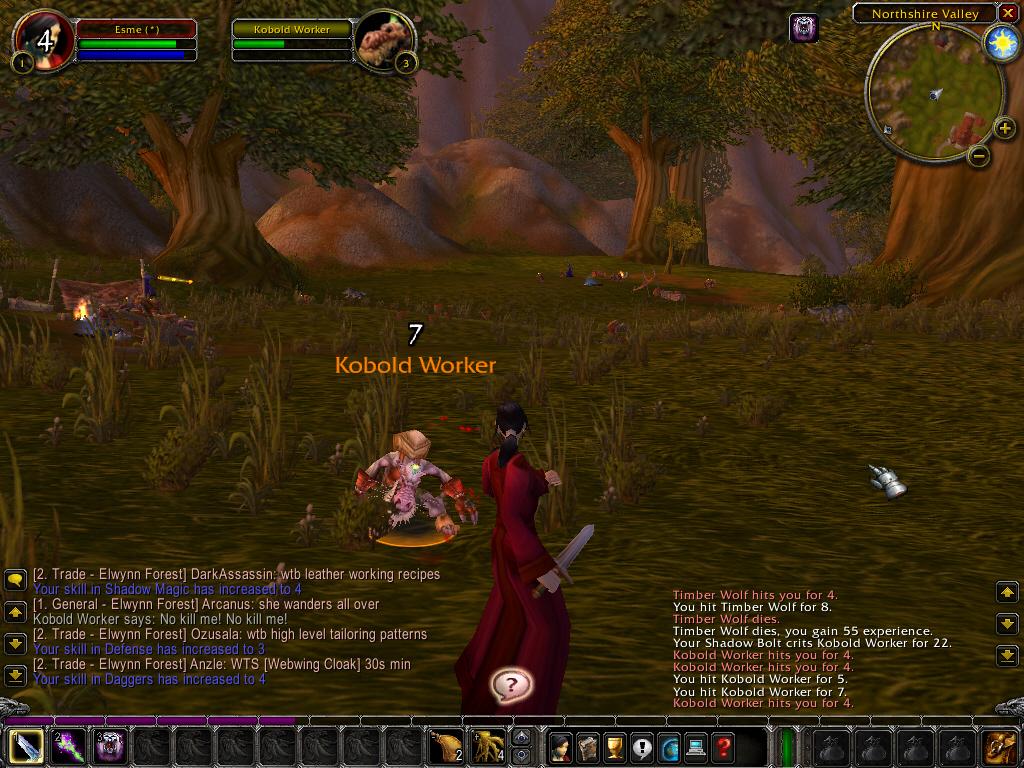 Esme (*)
4
1
Kobold Worker
3
Northshire Valley
N
7
Kobold Worker
[2. Trade - Elwynn Forest] DarkAssassin: wtb leather working recipes
Your skill in Shadow Magic has increased to 4
[1. General - Elwynn Forest] Arcanus: she wanders all over
Kobold Worker says: No kill me! No kill me!
[2. Trade - Elwynn Forest] Ozusala: wtb high level tailoring patterns
Your skill in Defense has increased to 3
[2. Trade - Elwynn Forest] Anzle: WTS [Webwing Cloak] 30s min
Your skill in Daggers has increased to 4
Timber Wolf hits you for 4.
You hit Timber Wolf for 8.
Timber Wolf dies.
Timber Wolf dies, you gain 55 experience.
Your Shadow Bolt crits Kobold Worker for 22.
Kobold Worker hits you for 4.
Kobold Worker hits you for 4.
You hit Kobold Worker for 5.
You hit Kobold Worker for 7.
Kobold Worker hits you for 4.
?
2
3
2
4
!
?